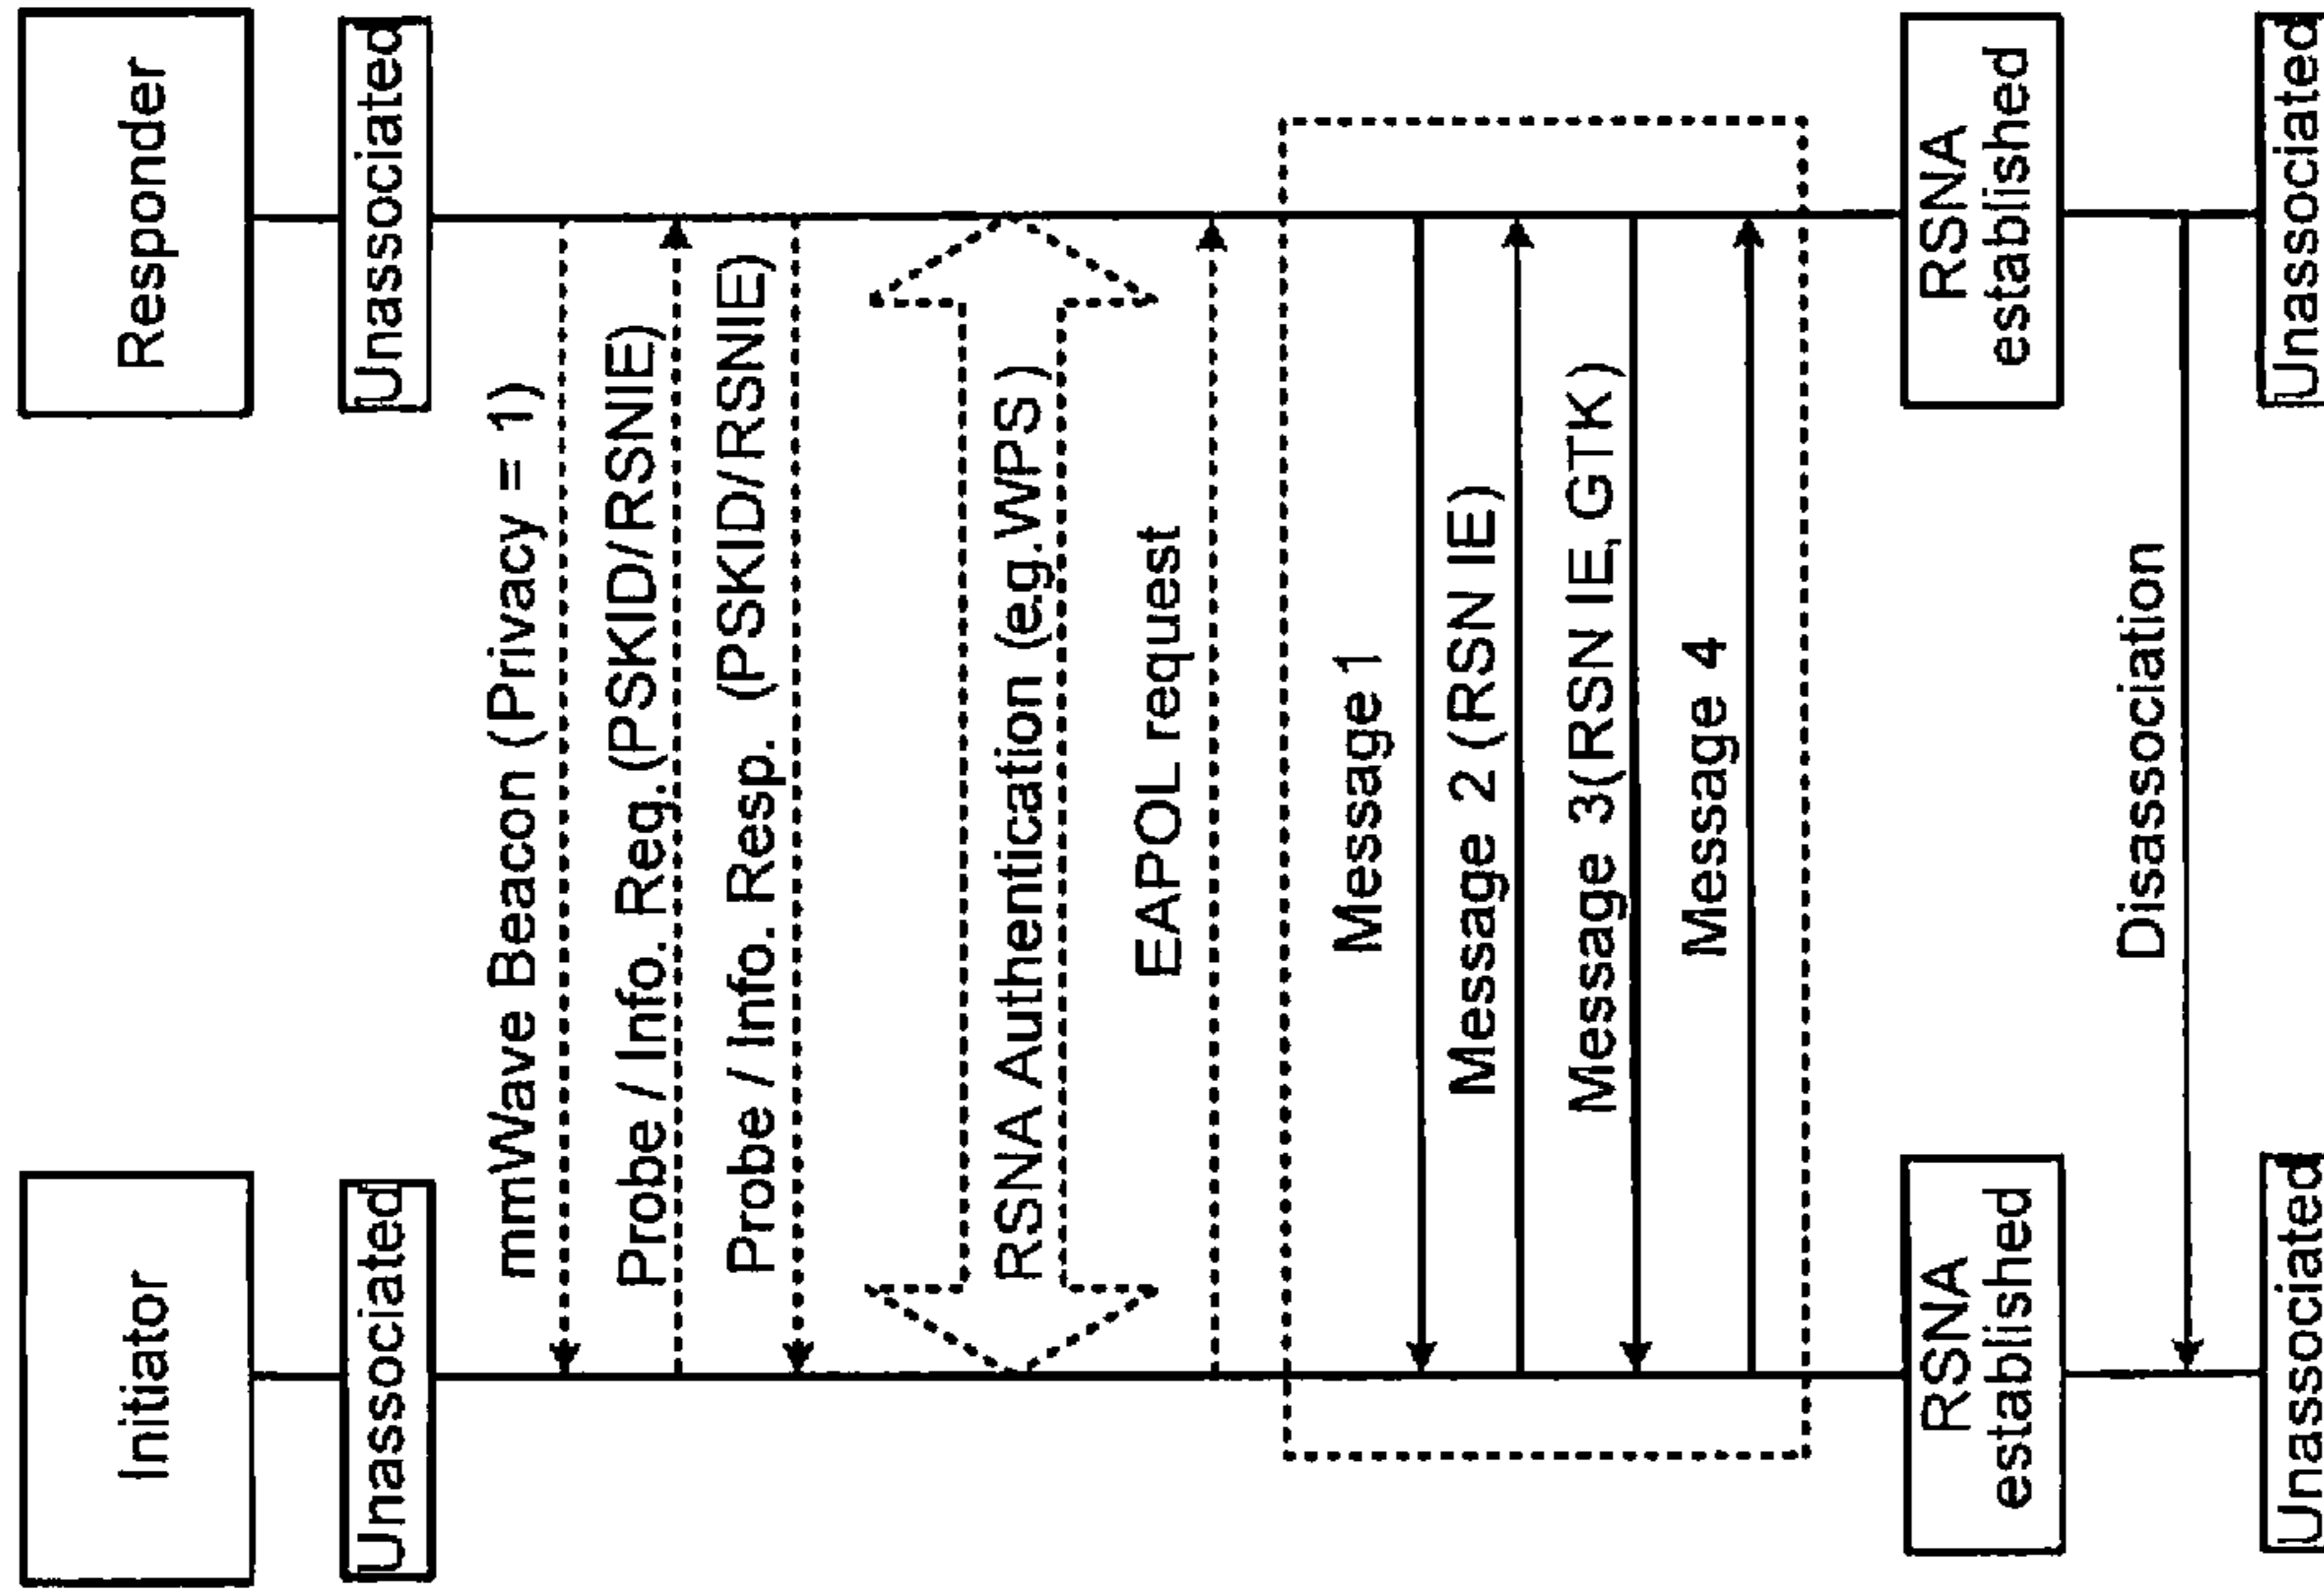 Initiator
Responder
Unassociated
Unassociated
mmWave Beacon (Privacy = 1)
Probe / Info. Reg. (PSKID/RSNIE)
Probe / Info. Resp. (PSKID/RSNIE)
RSNA Authentication (e.g.WPS)
EAPOL request
Message 1
Message 2 (RSN IE)
Message 3(RSN IE, GTK)
Message 4
RSNA
established
RSNA
established
Disassociation
Unassociated
Unassociated